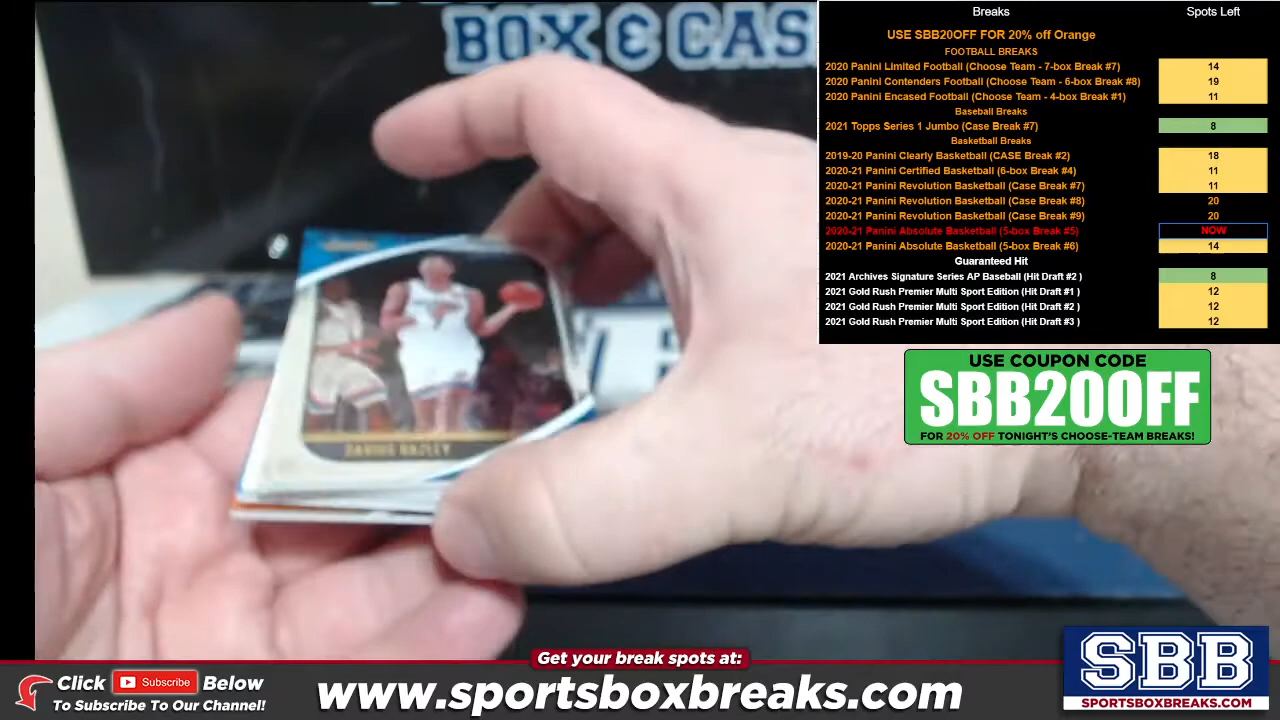 BOX & CAS
Breaks Spots Left
USE SBB20OFF FOR 20% off Orange
FOOTBALL BREAKS
2020 Panini Limited Football (Choose Team - 7-box Break #7) 14
2020 Panini Contenders Football (Choose Team - 6-box Break #8) 19
2020 Panini Encased Football (Choose Team - 4-box Break #1) 11
Baseball Breaks
2021 Topps Series 1 Jumbo (Case Break #7) 8
Basketball Breaks
2019-20 Panini Clearly Basketball (CASE Break #2) 18
2020-21 Panini Certified Basketball (6-box Break #4) 11
2020-21 Panini Revolution Basketball (Case Break #7) 11
2020-21 Panini Revolution Basketball (Case Break #8) 20
2020-21 Panini Revolution Basketball (Case Break #9) 20
2020-21 Panini Absolute Basketball (5-box Break #5) NOW
2020-21 Panini Absolute Basketball (5-box Break #6) 14
Guaranteed Hit
2021 Archives Signature Series AP Baseball (Hit Draft #2 ) 8
2021 Gold Rush Premier Multi Sport Edition (Hit Draft #1 ) 12
2021 Gold Rush Premier Multi Sport Edition (Hit Draft #2 ) 12
2021 Gold Rush Premier Multi Sport Edition (Hit Draft #3 ) 12
USE COUPON CODE
SBB20OFF
FOR 20% OFF TONIGHT'S CHOOSE-TEAM BREAKS!
DARIUS BAZLEY
Get your break spots at:
Click Subscribe Below
To Subscribe To Our Channel!
www.sportsboxbreaks.com
SBB
SPORTSBOXBREAKS.COM